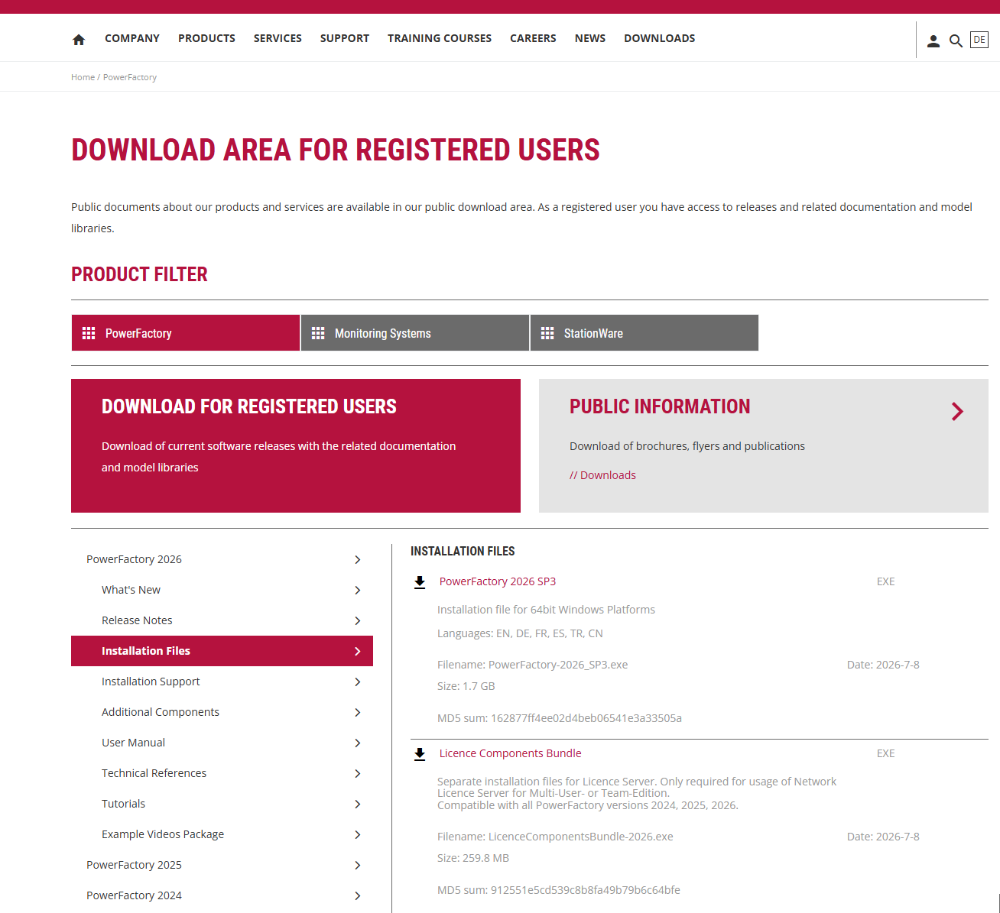 COMPANY PRODUCTS SERVICES SUPPORT TRAINING COURSES CAREERS NEWS DOWNLOADS DE
Home / PowerFactory
DOWNLOAD AREA FOR REGISTERED USERS
Public documents about our products and services are available in our public download area. As a registered user you have access to releases and related documentation and model
libraries.
PRODUCT FILTER
PowerFactory Monitoring Systems StationWare
DOWNLOAD FOR REGISTERED USERS
Download of current software releases with the related documentation
and model libraries
PUBLIC INFORMATION
Download of brochures, flyers and publications
// Downloads
PowerFactory 2026
What's New
Release Notes
Installation Files
Installation Support
Additional Components
User Manual
Technical References
Tutorials
Example Videos Package
PowerFactory 2025
PowerFactory 2024
INSTALLATION FILES
PowerFactory 2026 SP3 EXE
Installation file for 64bit Windows Platforms
Languages: EN, DE, FR, ES, TR, CN
Filename: PowerFactory-2026_SP3.exe Date: 2026-7-8
Size: 1.7 GB
MD5 sum: 162877ff4ee02d4beb06541e3a33505a
Licence Components Bundle EXE
Separate installation files for Licence Server. Only required for usage of Network
Licence Server for Multi-User- or Team-Edition.
Compatible with all PowerFactory versions 2024, 2025, 2026.
Filename: LicenceComponentsBundle-2026.exe Date: 2026-7-8
Size: 259.8 MB
MD5 sum: 912551e5cd539c8b8fa49b79b6c64bfe